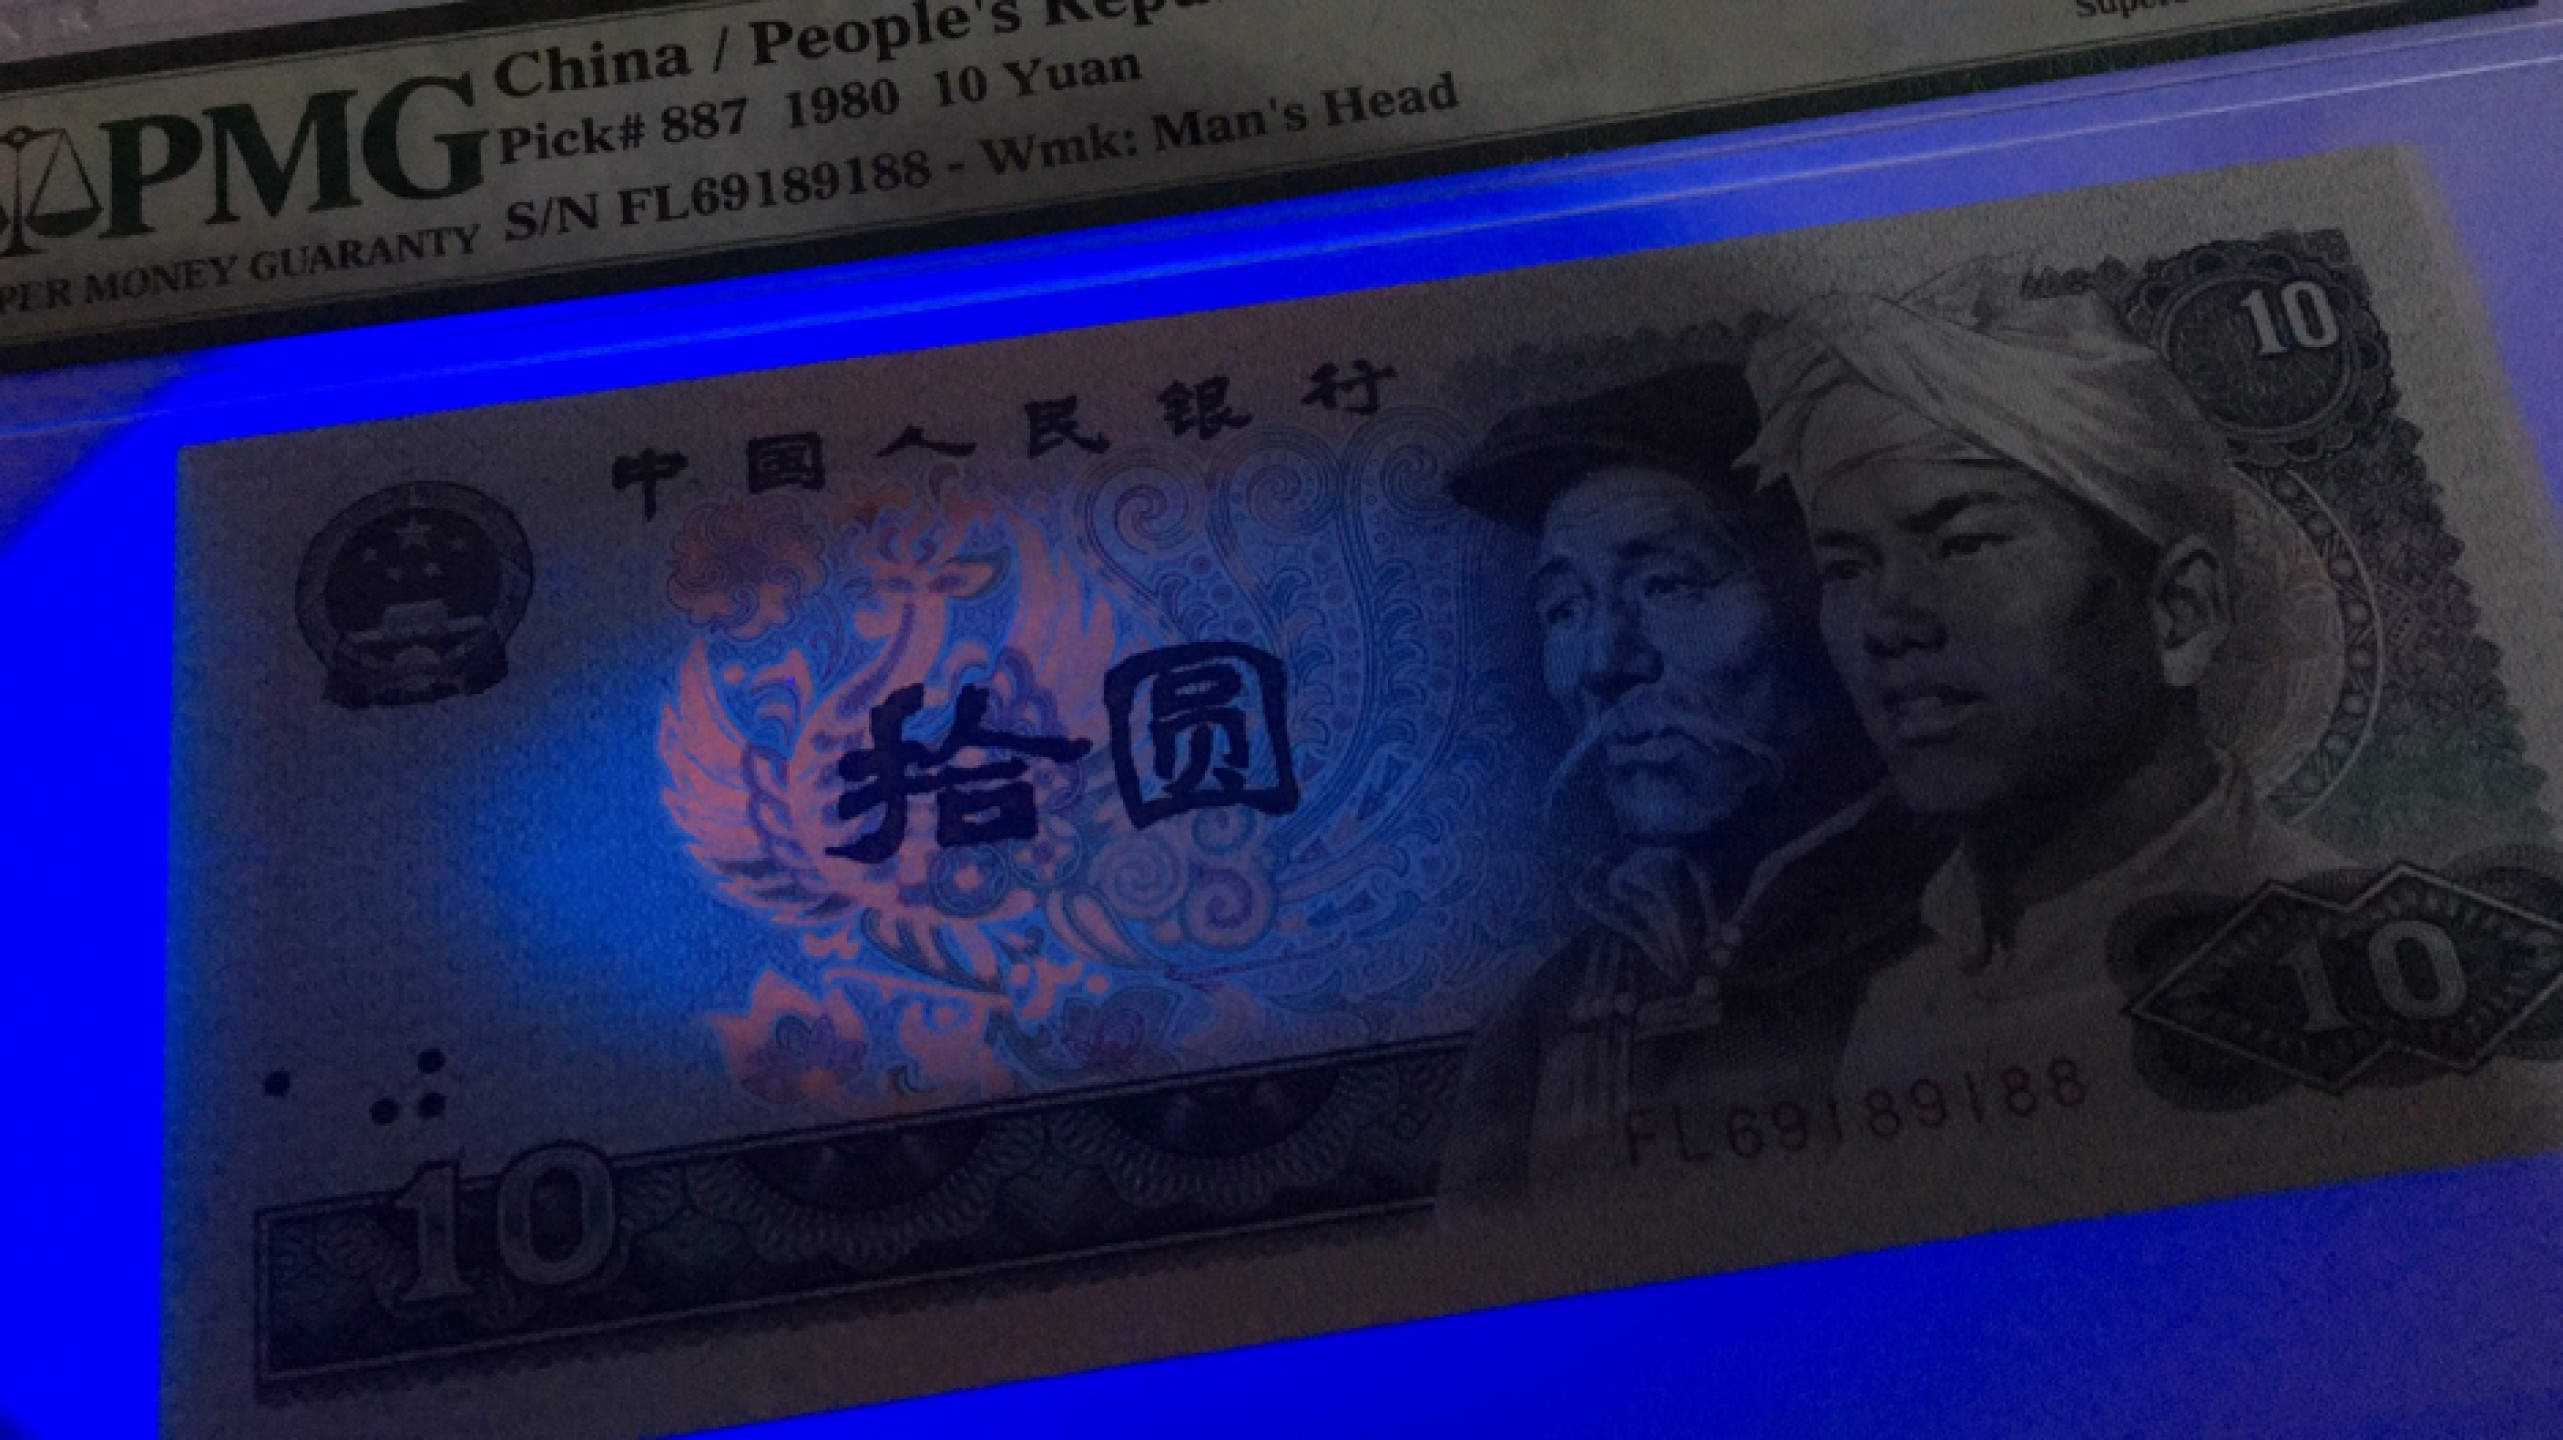 China / People's Repu
PMG
Pick# 887 1980 10 Yuan
S/N FL69189188 - Wmk: Man's Head
PER MONEY GUARANTY
10
中国人民银行
拾圆
10
FL69189188
10